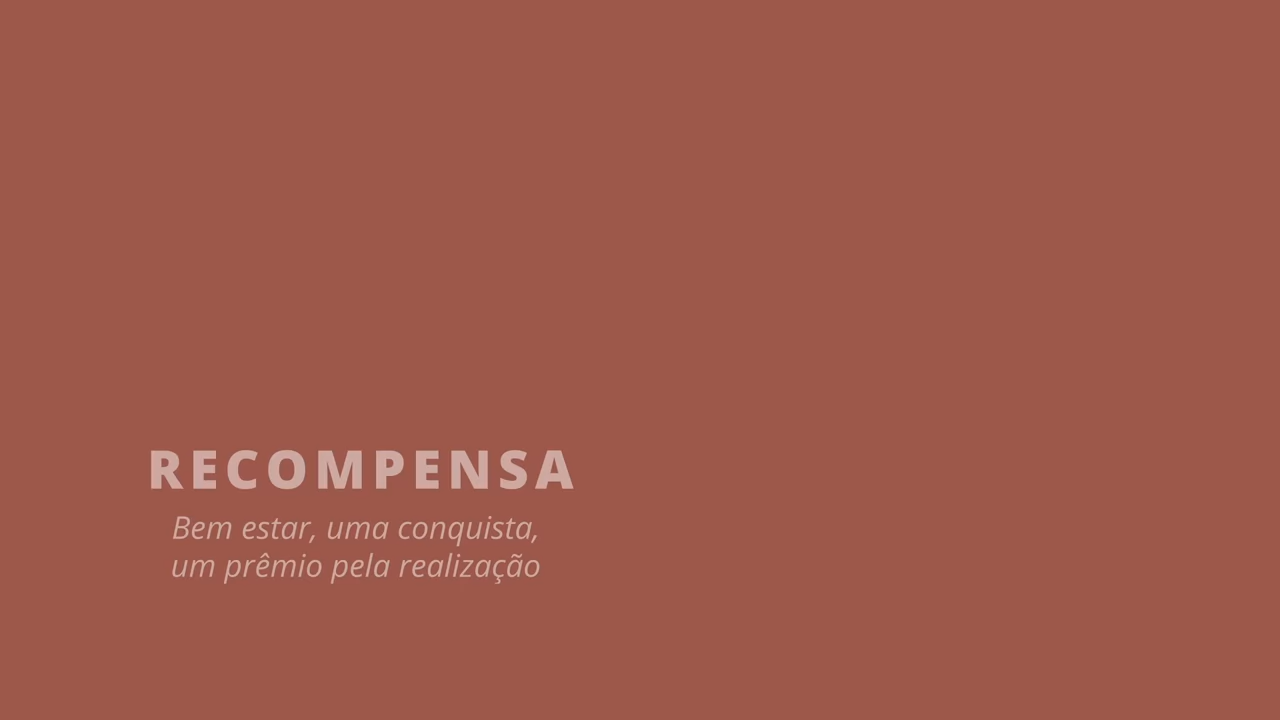 RECOMPENSA
Bem estar, uma conquista,
um prêmio pela realização